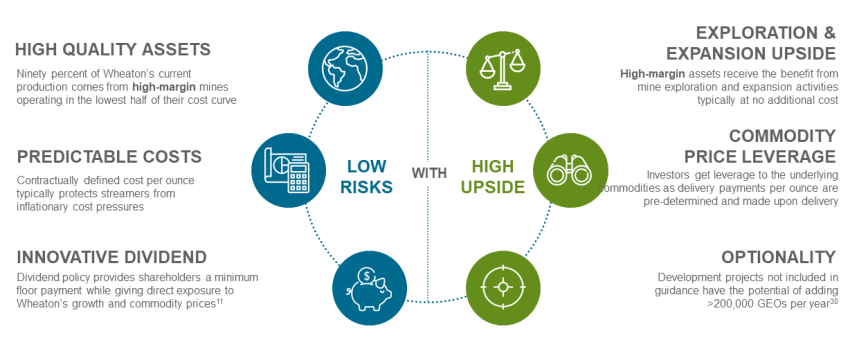 HIGH QUALITY ASSETS
Ninety percent of Wheaton's current
production comes from high-margin mines
operating in the lowest half of their cost curve
PREDICTABLE COSTS
Contractually defined cost per ounce
typically protects streamers from
inflationary cost pressures
INNOVATIVE DIVIDEND
Dividend policy provides shareholders a minimum
floor payment while giving direct exposure to
Wheaton's growth and commodity prices¹¹
LOW
RISKS
WITH
HIGH
UPSIDE
$
EXPLORATION &
EXPANSION UPSIDE
High-margin assets receive the benefit from
mine exploration and expansion activities
typically at no additional cost
COMMODITY
PRICE LEVERAGE
Investors get leverage to the underlying
commodities as delivery payments per ounce are
pre-determined and made upon delivery
OPTIONALITY
Development projects not included in
guidance have the potential of adding
>200,000 GEOs per year³⁰